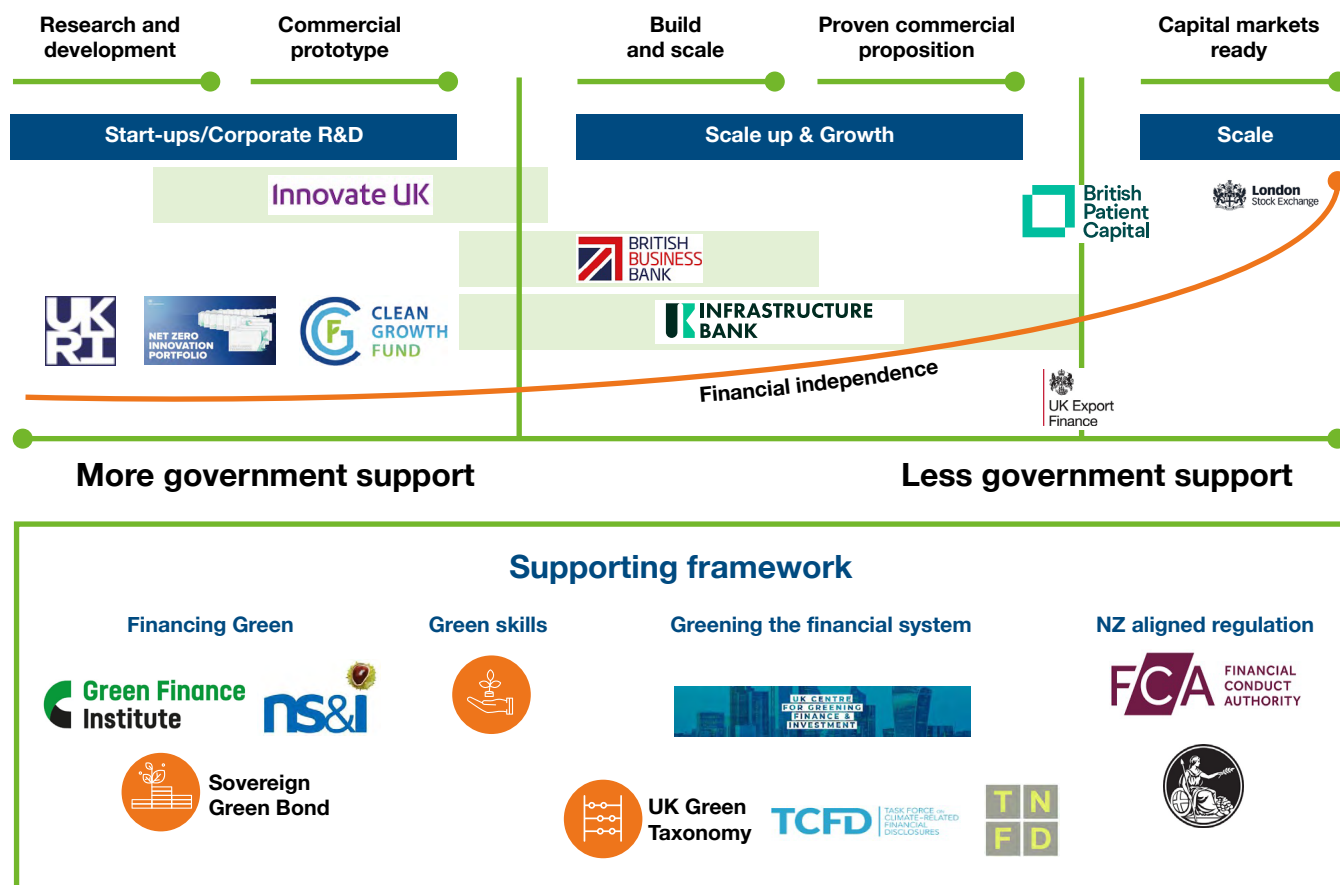 Research and
development
Commercial
prototype
Build
and scale
Proven commercial
proposition
Capital markets
ready
Start-ups/Corporate R&D
Scale up & Growth
Scale
Innovate UK
British
Patient
Capital
London
Stock Exchange
BRITISH
BUSINESS
BANK
UK
RI
NET ZERO
INNOVATION
PORTFOLIO
CGF
CLEAN
GROWTH
FUND
UK INFRASTRUCTURE
BANK
Financial independence
UK Export
Finance
More government support
Less government support
Supporting framework
Financing Green
Green skills
Greening the financial system
NZ aligned regulation
Green Finance
Institute
ns&i
UK CENTRE
FOR GREENING
FINANCE &
INVESTMENT
FCA
FINANCIAL
CONDUCT
AUTHORITY
Sovereign
Green Bond
UK Green
Taxonomy
TCFD
TASK FORCE ON
CLIMATE-RELATED
FINANCIAL
DISCLOSURES
TN
FD